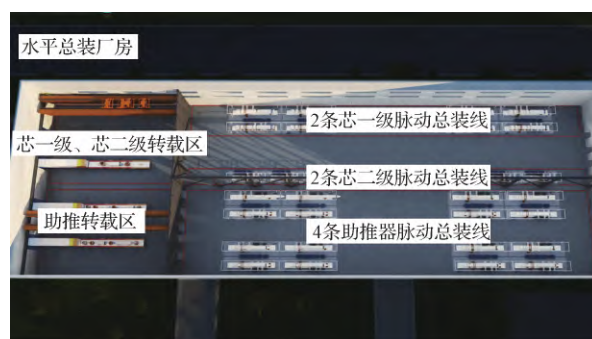 水平总装厂房
2条芯一级脉动总装线
芯一级、芯二级转载区
2条芯二级脉动总装线
助推转载区
4条助推器脉动总装线